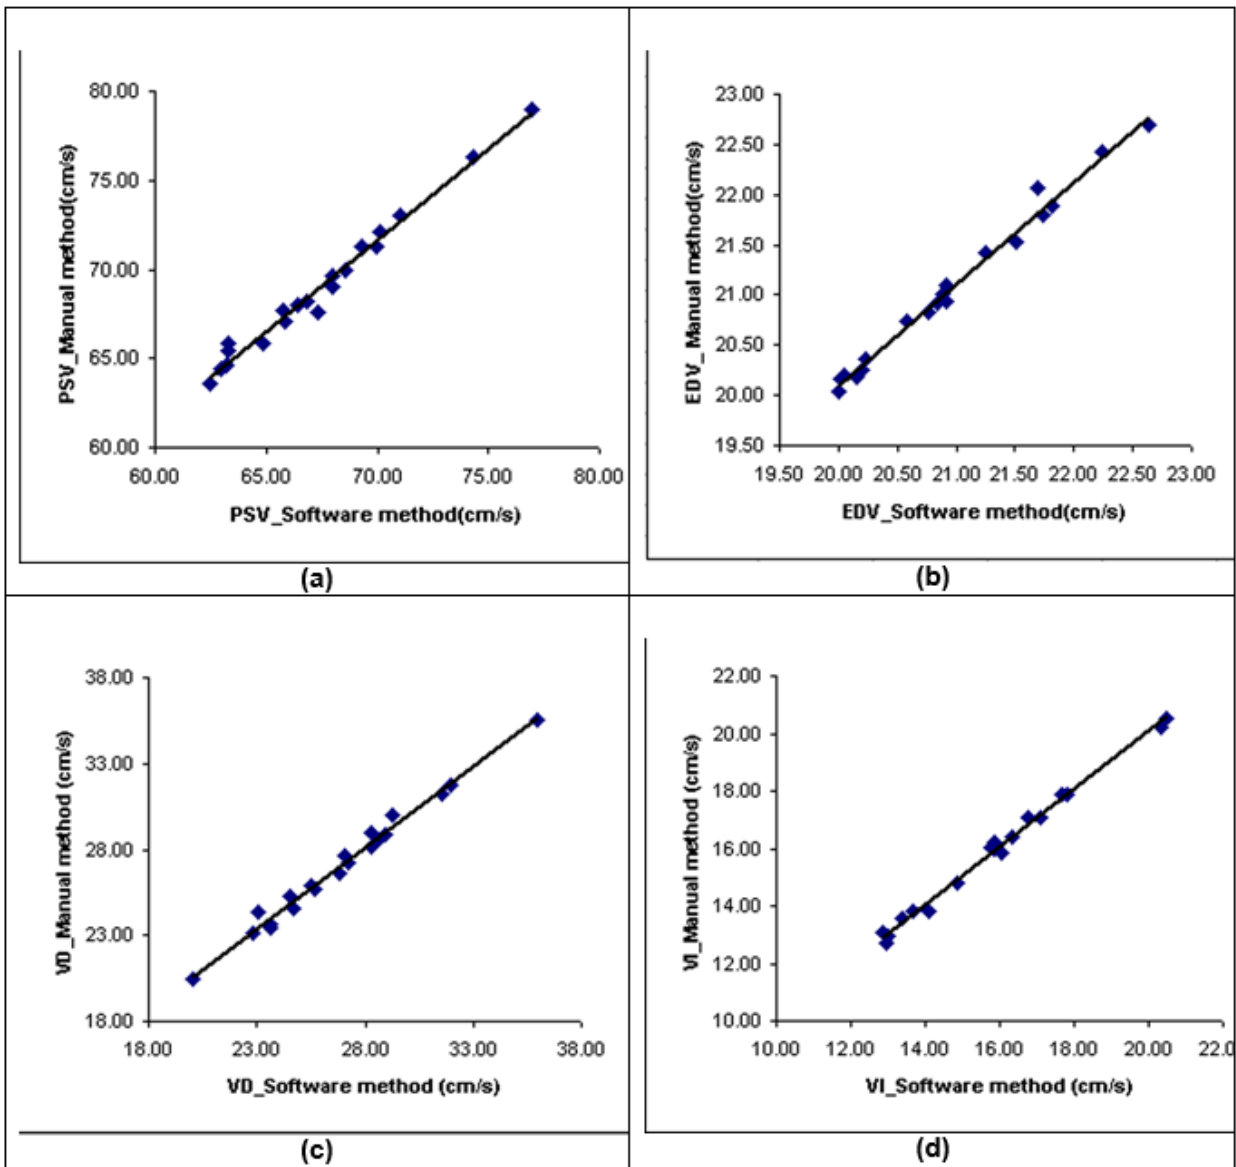 80.00
75.00
70.00
65.00
60.00
PSV_Manual method(cm/s)
60.00 65.00 70.00 75.00 80.00
PSV_Software method(cm/s)
(a)
23.00
22.50
22.00
21.50
21.00
20.50
20.00
19.50
EDV_ Manual method(cm/s)
19.50 20.00 20.50 21.00 21.50 22.00 22.50 23.00
EDV_Software method(cm/s)
(b)
38.00
33.00
28.00
23.00
18.00
VD_Manual method (cm/s)
18.00 23.00 28.00 33.00 38.00
VD_Software method (cm/s)
(c)
22.00
20.00
18.00
16.00
14.00
12.00
10.00
VI_Manual method (cm/s)
10.00 12.00 14.00 16.00 18.00 20.00 22.0
VI_Software method (cm/s)
(d)